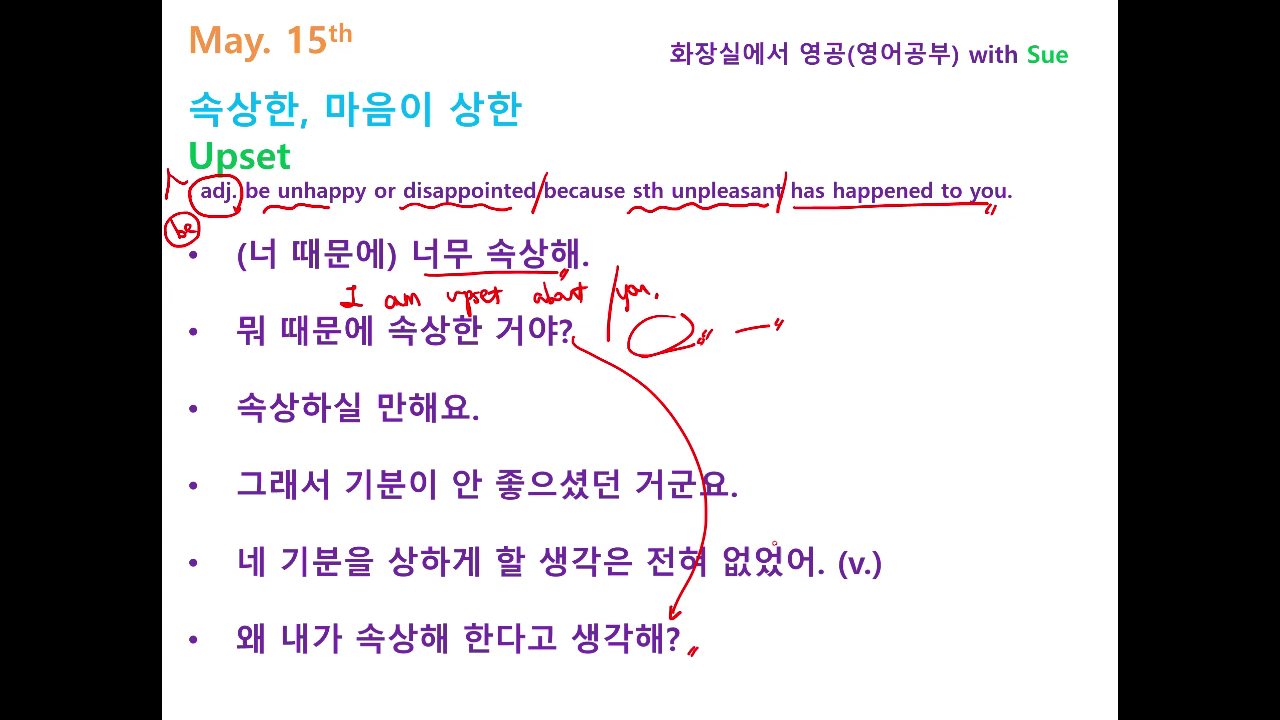 May. 15th
화장실에서 영공(영어공부) with Sue
속상한, 마음이 상한
Upset
adj. be unhappy or disappointed because sth unpleasant has happened to you.
be
• (너 때문에) 너무 속상해.
I am upset about you.
• 뭐 때문에 속상한 거야?
• 속상하실 만해요.
• 그래서 기분이 안 좋으셨던 거군요.
• 네 기분을 상하게 할 생각은 전혀 없었어. (v.)
• 왜 내가 속상해 한다고 생각해?